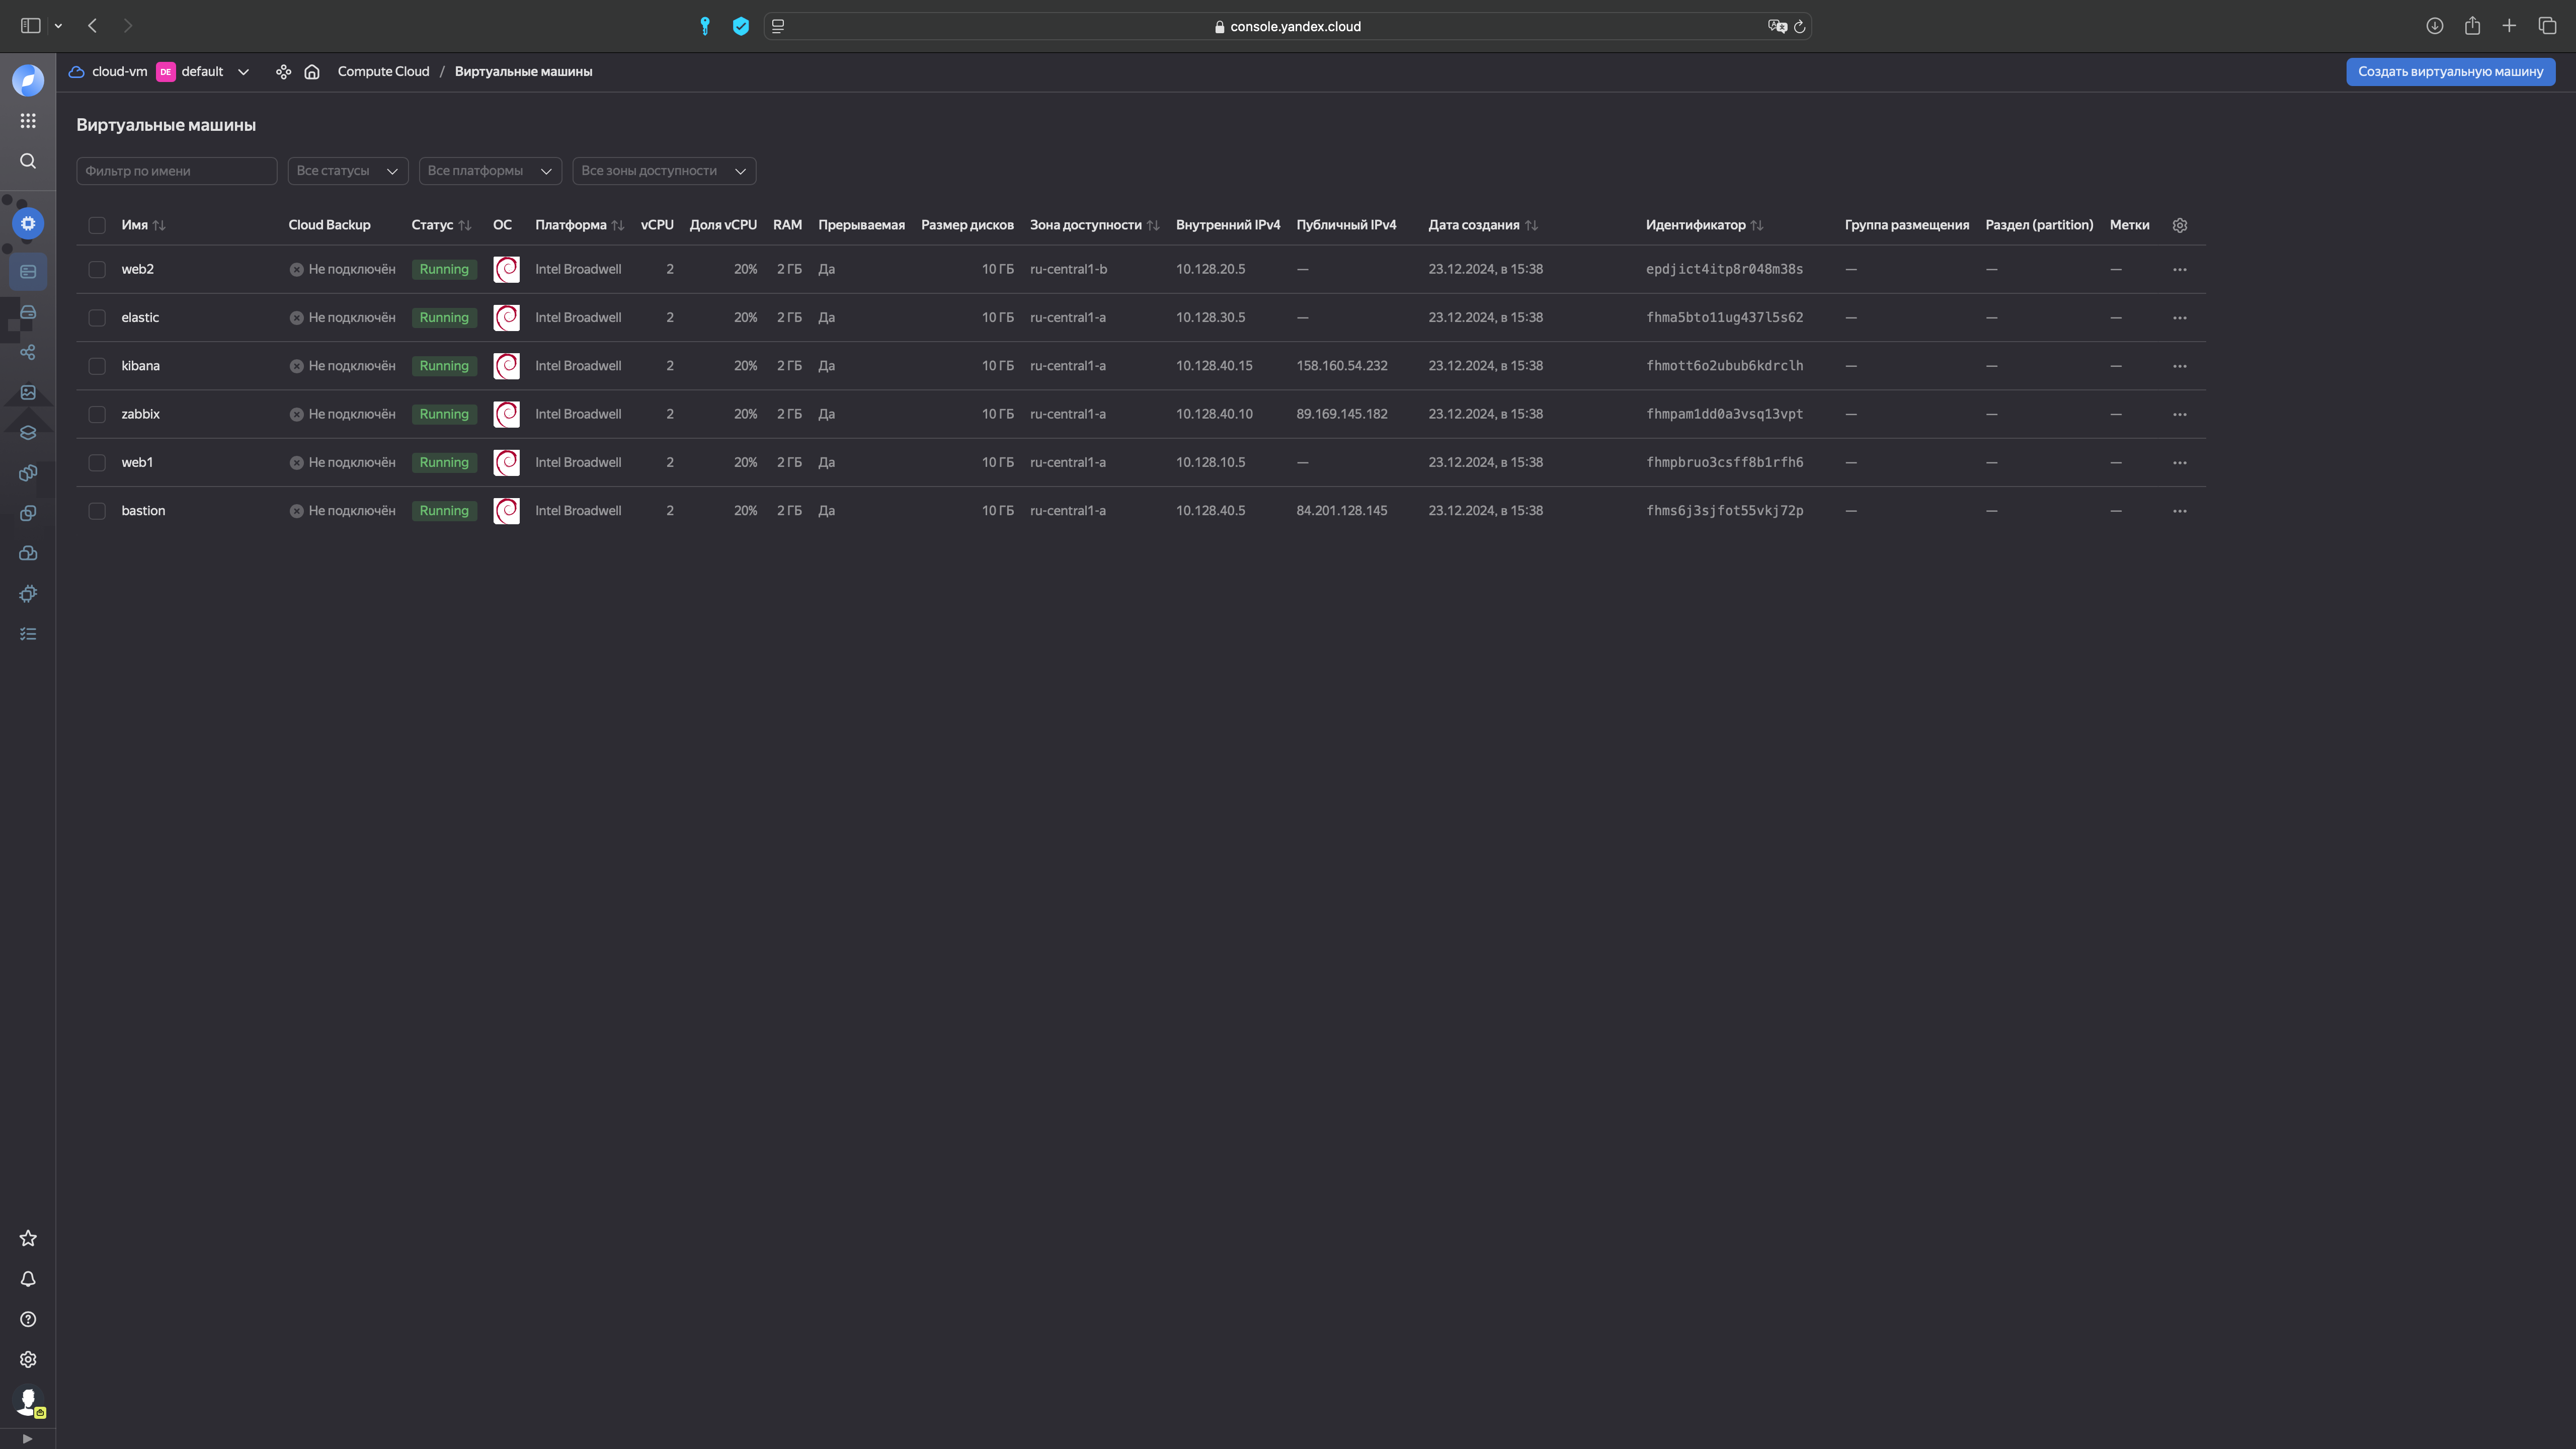 console.yandex.cloud
cloud-vm DE default Compute Cloud / Виртуальные машины Создать виртуальную машину
Виртуальные машины
Фильтр по имени Все статусы Все платформы Все зоны доступности
Имя Cloud Backup Статус ОС Платформа vCPU Доля vCPU RAM Прерываемая Размер дисков Зона доступности Внутренний IPv4 Публичный IPv4 Дата создания Идентификатор Группа размещения Раздел (partition) Метки
web2 Не подключён Running Intel Broadwell 2 20% 2 ГБ Да 10 ГБ ru-central1-b 10.128.20.5 — 23.12.2024, в 15:38 epdjict4itp8r048m38s — — —
elastic Не подключён Running Intel Broadwell 2 20% 2 ГБ Да 10 ГБ ru-central1-a 10.128.30.5 — 23.12.2024, в 15:38 fhma5bto11ug437l5s62 — — —
kibana Не подключён Running Intel Broadwell 2 20% 2 ГБ Да 10 ГБ ru-central1-a 10.128.40.15 158.160.54.232 23.12.2024, в 15:38 fhmott6o2ubub6kdrclh — — —
zabbix Не подключён Running Intel Broadwell 2 20% 2 ГБ Да 10 ГБ ru-central1-a 10.128.40.10 89.169.145.182 23.12.2024, в 15:38 fhmpam1dd0a3vsq13vpt — — —
web1 Не подключён Running Intel Broadwell 2 20% 2 ГБ Да 10 ГБ ru-central1-a 10.128.10.5 — 23.12.2024, в 15:38 fhmpbruo3csff8b1rfh6 — — —
bastion Не подключён Running Intel Broadwell 2 20% 2 ГБ Да 10 ГБ ru-central1-a 10.128.40.5 84.201.128.145 23.12.2024, в 15:38 fhms6j3sjfot55vkj72p — — —